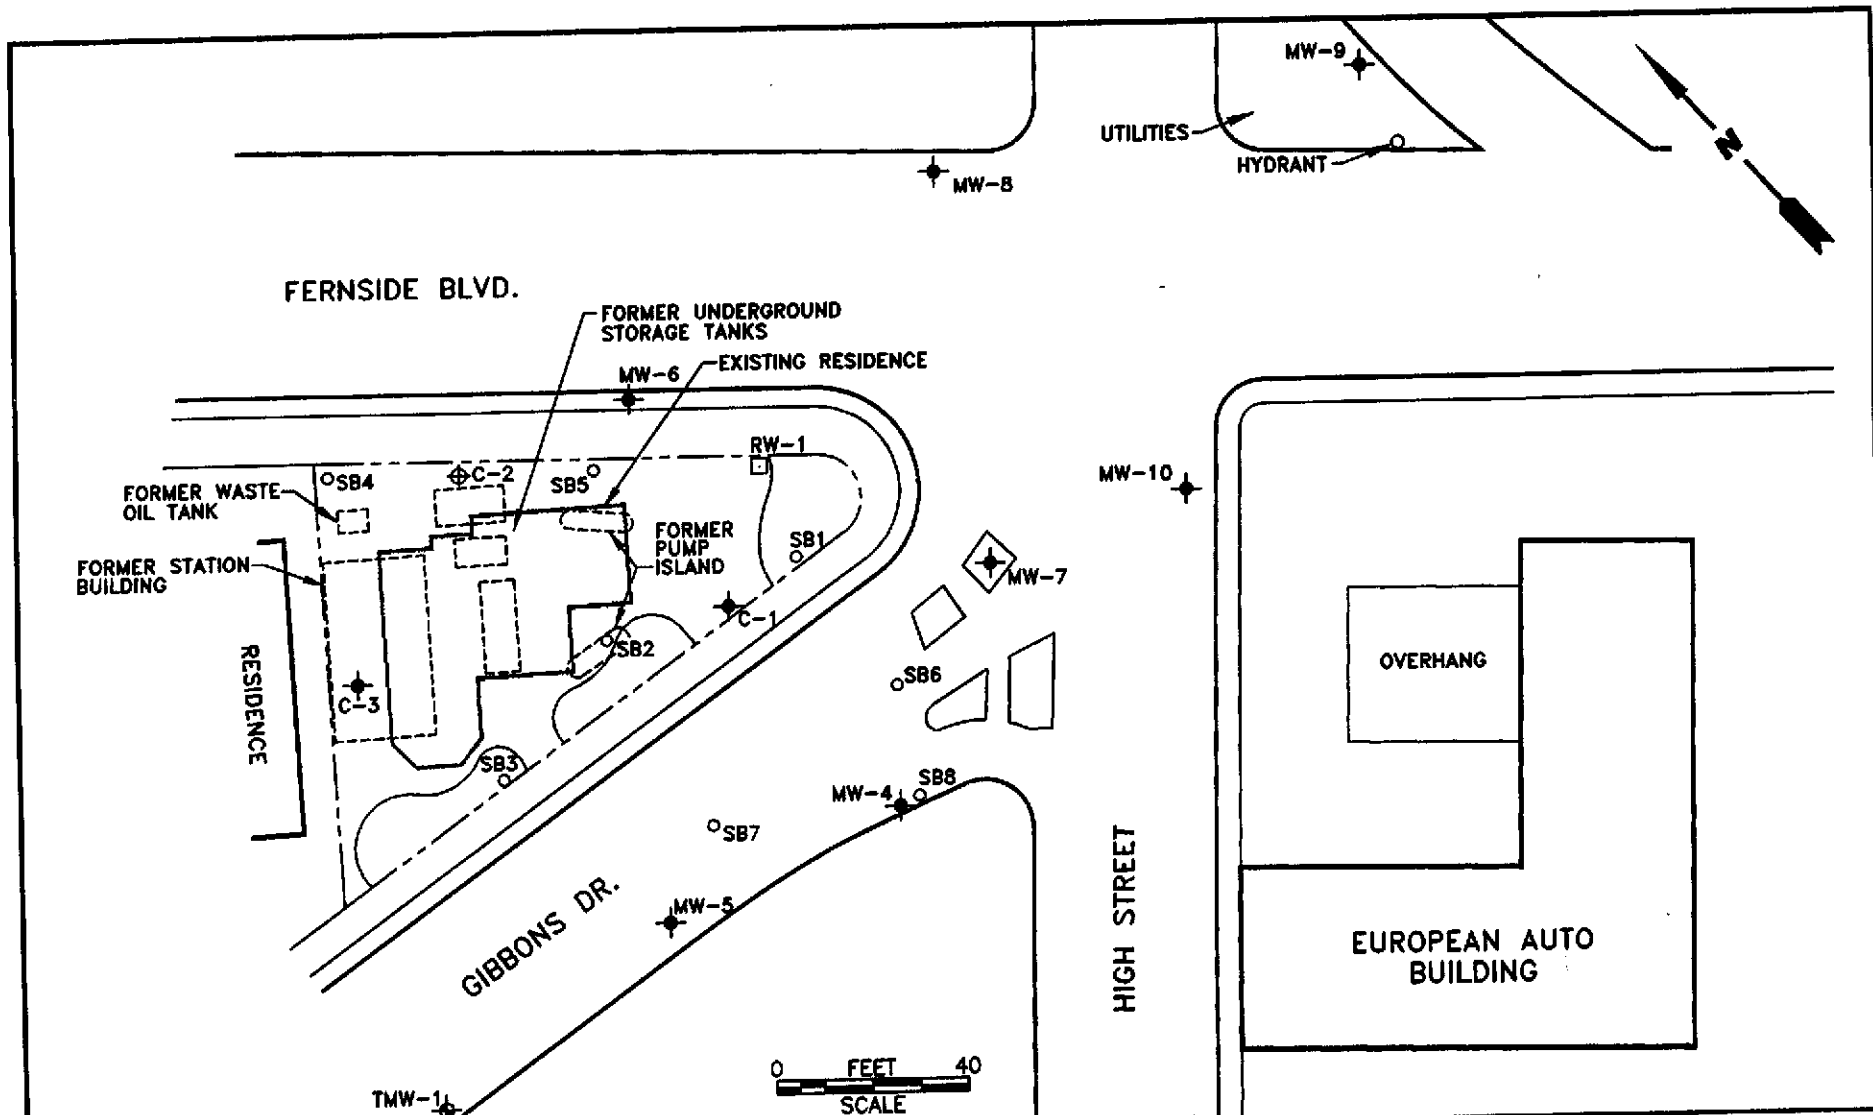 MW-9
UTILITIES
HYDRANT
N
MW-8
FERNSIDE BLVD.
FORMER UNDERGROUND
STORAGE TANKS
EXISTING RESIDENCE
MW-6
RW-1
SB4
C-2
SB5
MW-10
FORMER WASTE
OIL TANK
FORMER
PUMP
ISLAND
SB1
FORMER STATION
BUILDING
MW-7
C-1
SB2
RESIDENCE
OVERHANG
SB6
C-3
SB3
MW-4
SB8
SB7
MW-5
GIBBONS DR.
HIGH STREET
EUROPEAN AUTO
BUILDING
0 FEET 40
SCALE
TMW-1